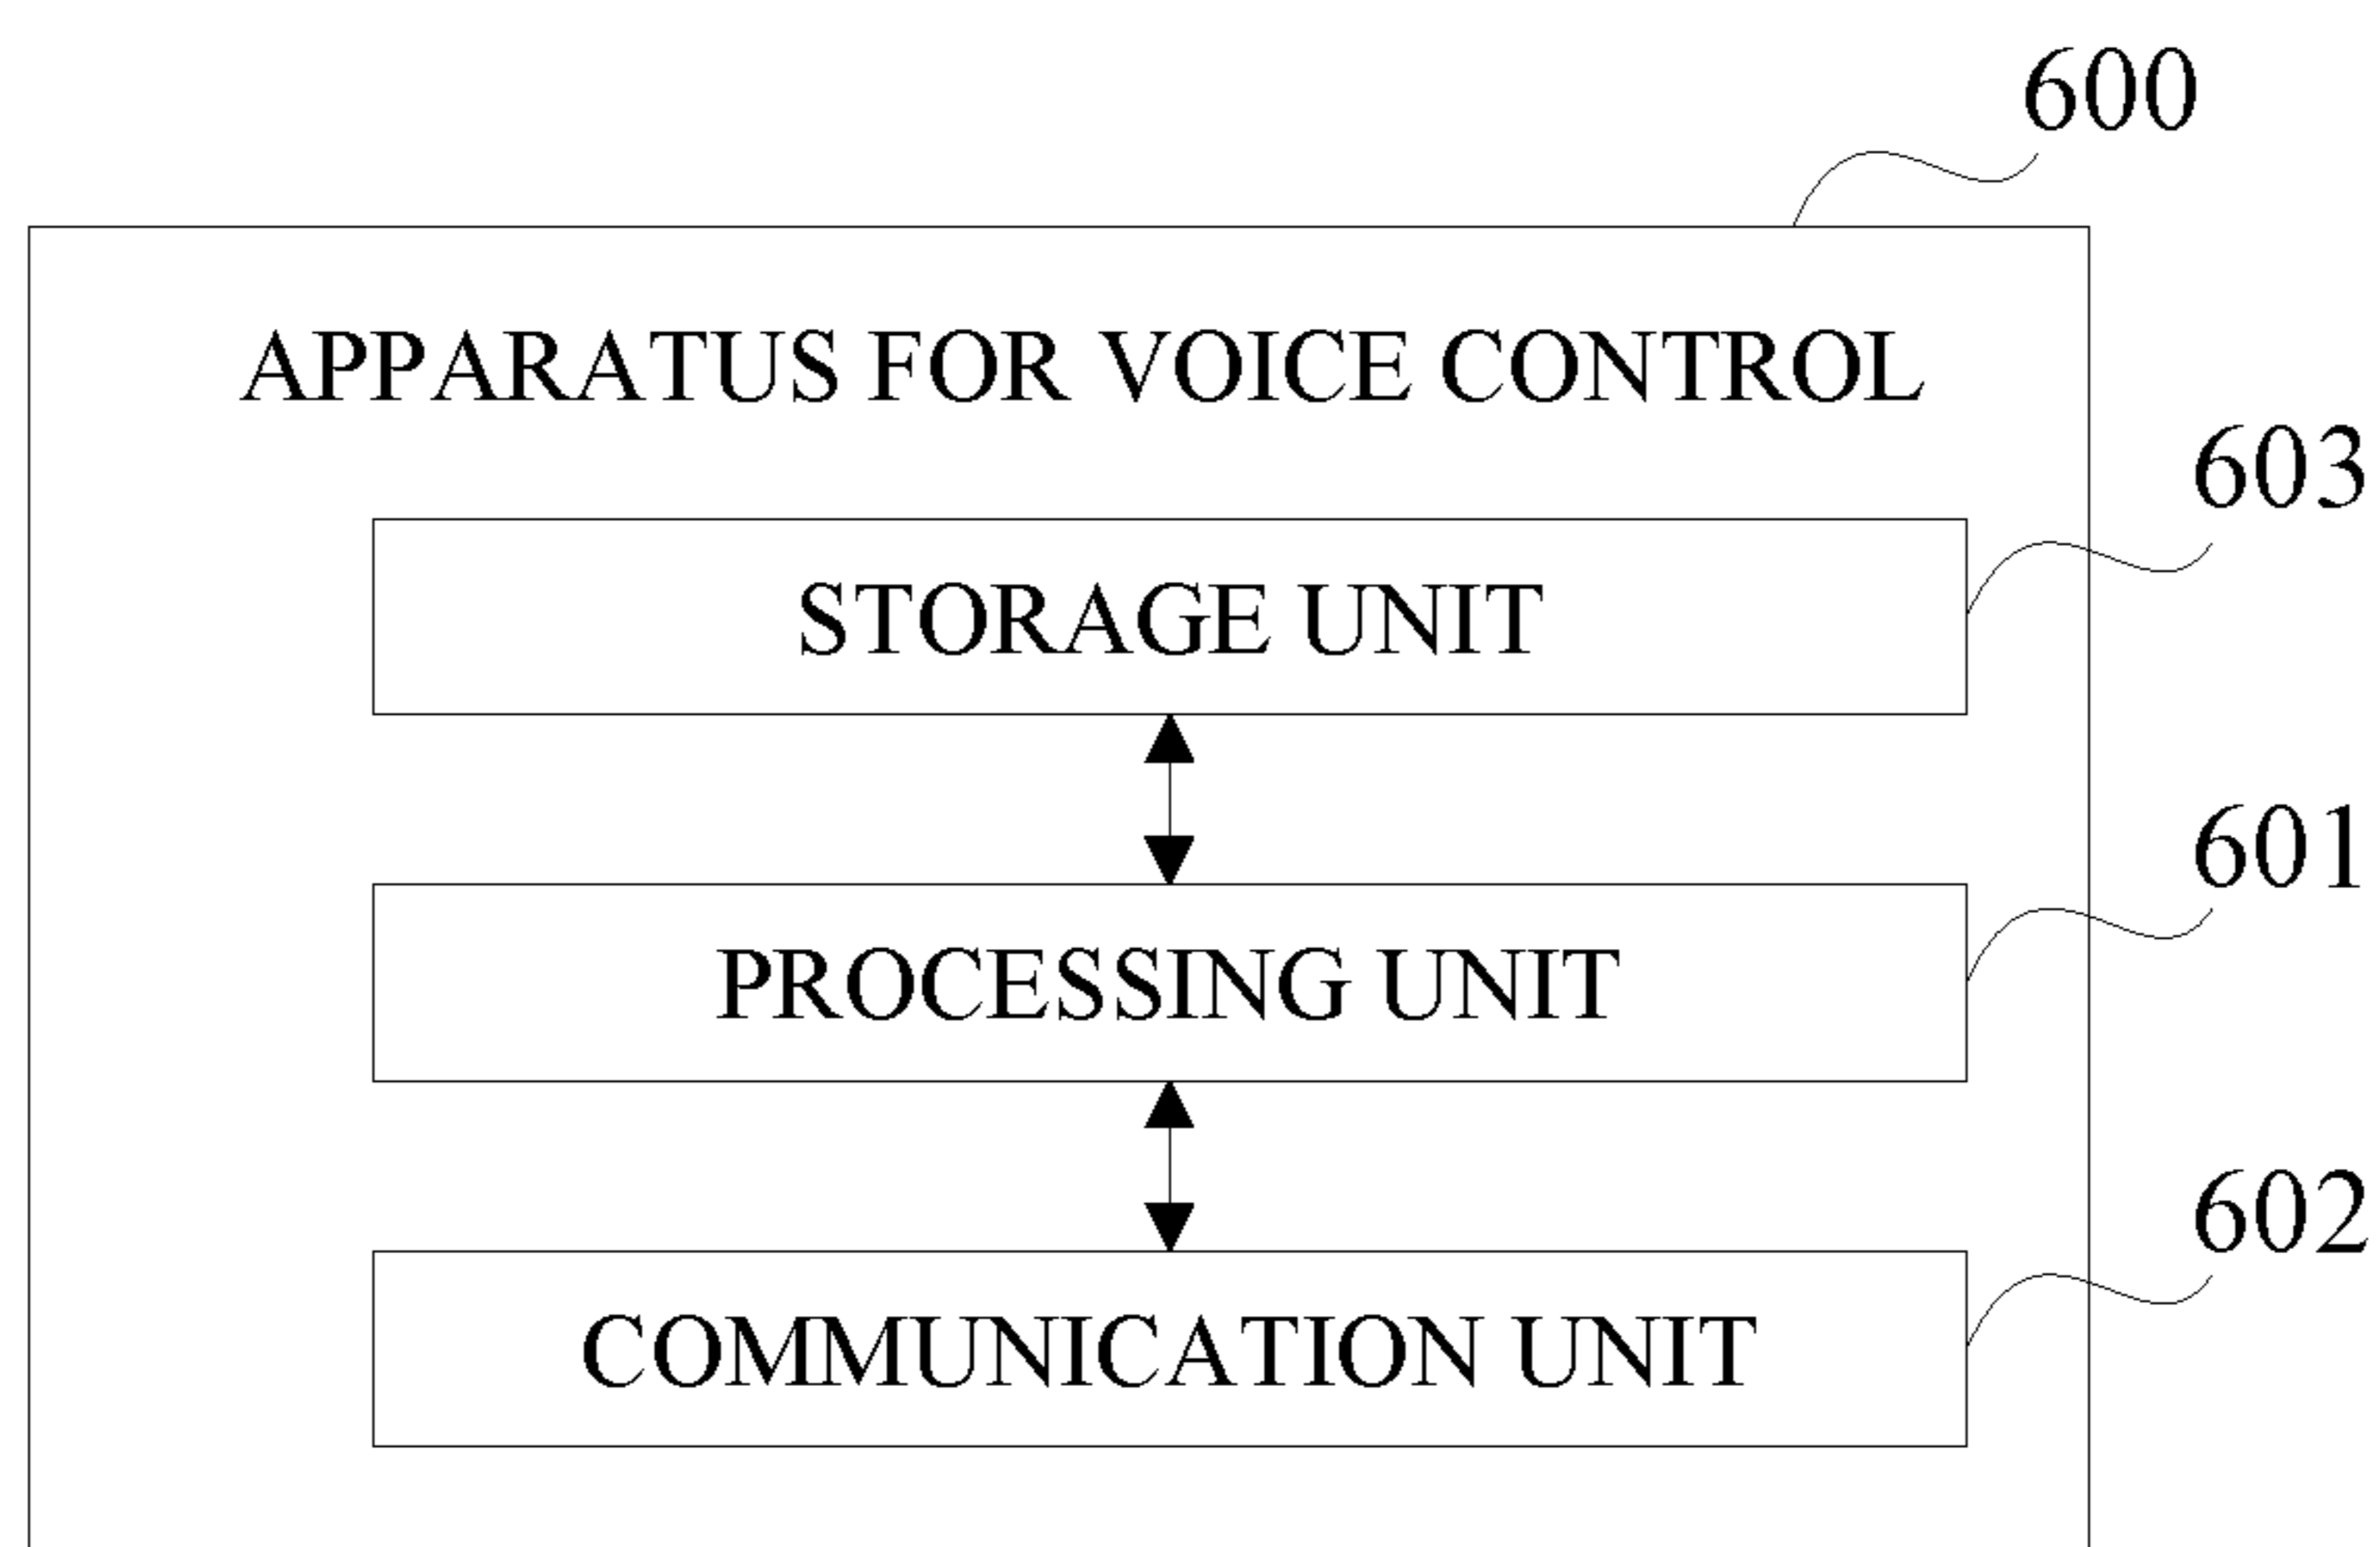 600
APPARATUS FOR VOICE CONTROL
603
STORAGE UNIT
601
PROCESSING UNIT
602
COMMUNICATION UNIT